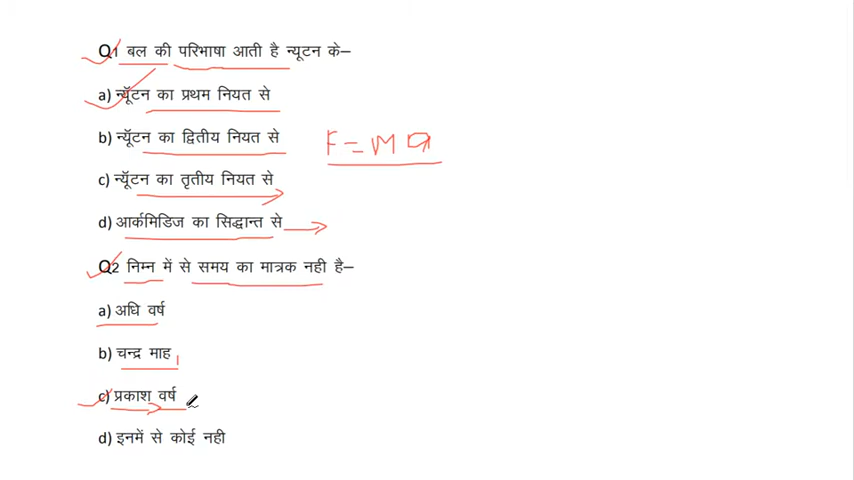 Q1 बल की परिभाषा आती है न्यूटन के–
a) न्यूॅटन का प्रथम नियत से
b) न्यूॅटन का द्वितीय नियत से
F = M a
c) न्यूॅटन का तृतीय नियत से
d) आर्कमिडिज का सिद्धान्त से
Q2 निम्न में से समय का मात्रक नही है–
a) अधि वर्ष
b) चन्द्र माह
c) प्रकाश वर्ष
d) इनमें से कोई नही